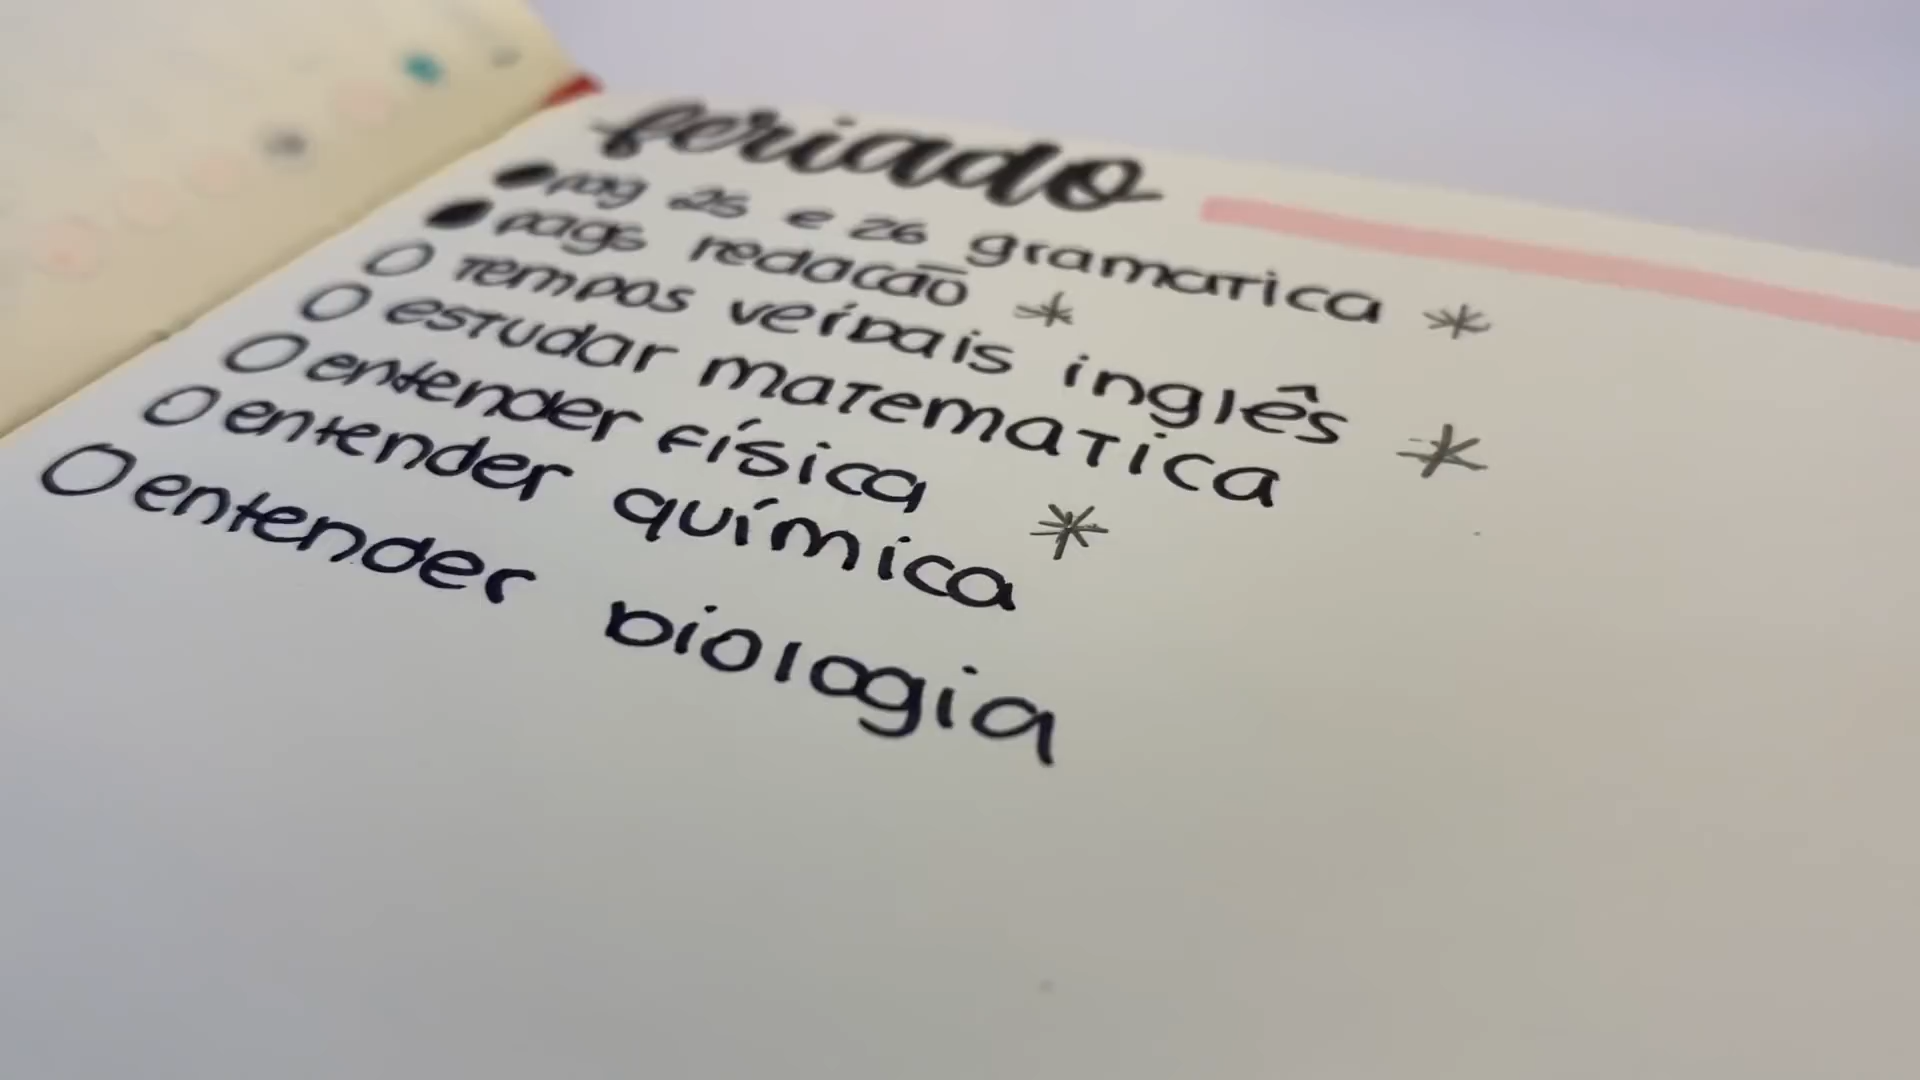 feriado
pag 25 e 26 gramatica *
pags redacão *
tempos verbais inglês *
estudar matematica
entender física *
entender química
entender biologia